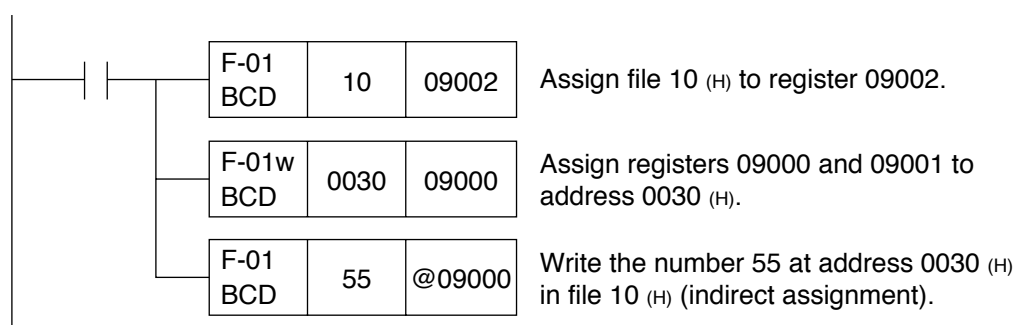 F-01
BCD
10
09002
Assign file 10 (H) to register 09002.
F-01w
BCD
0030
09000
Assign registers 09000 and 09001 to
address 0030 (H).
F-01
BCD
55
@09000
Write the number 55 at address 0030 (H)
in file 10 (H) (indirect assignment).